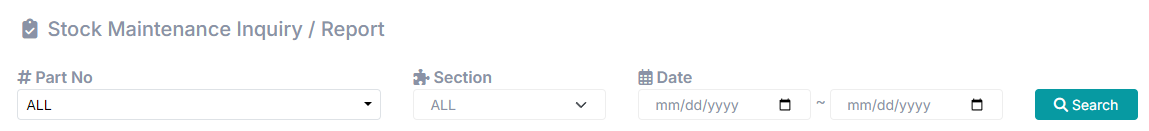 Stock Maintenance Inquiry / Report
# Part No
Section
Date
ALL
ALL
mm/dd/yyyy
~
mm/dd/yyyy
Search